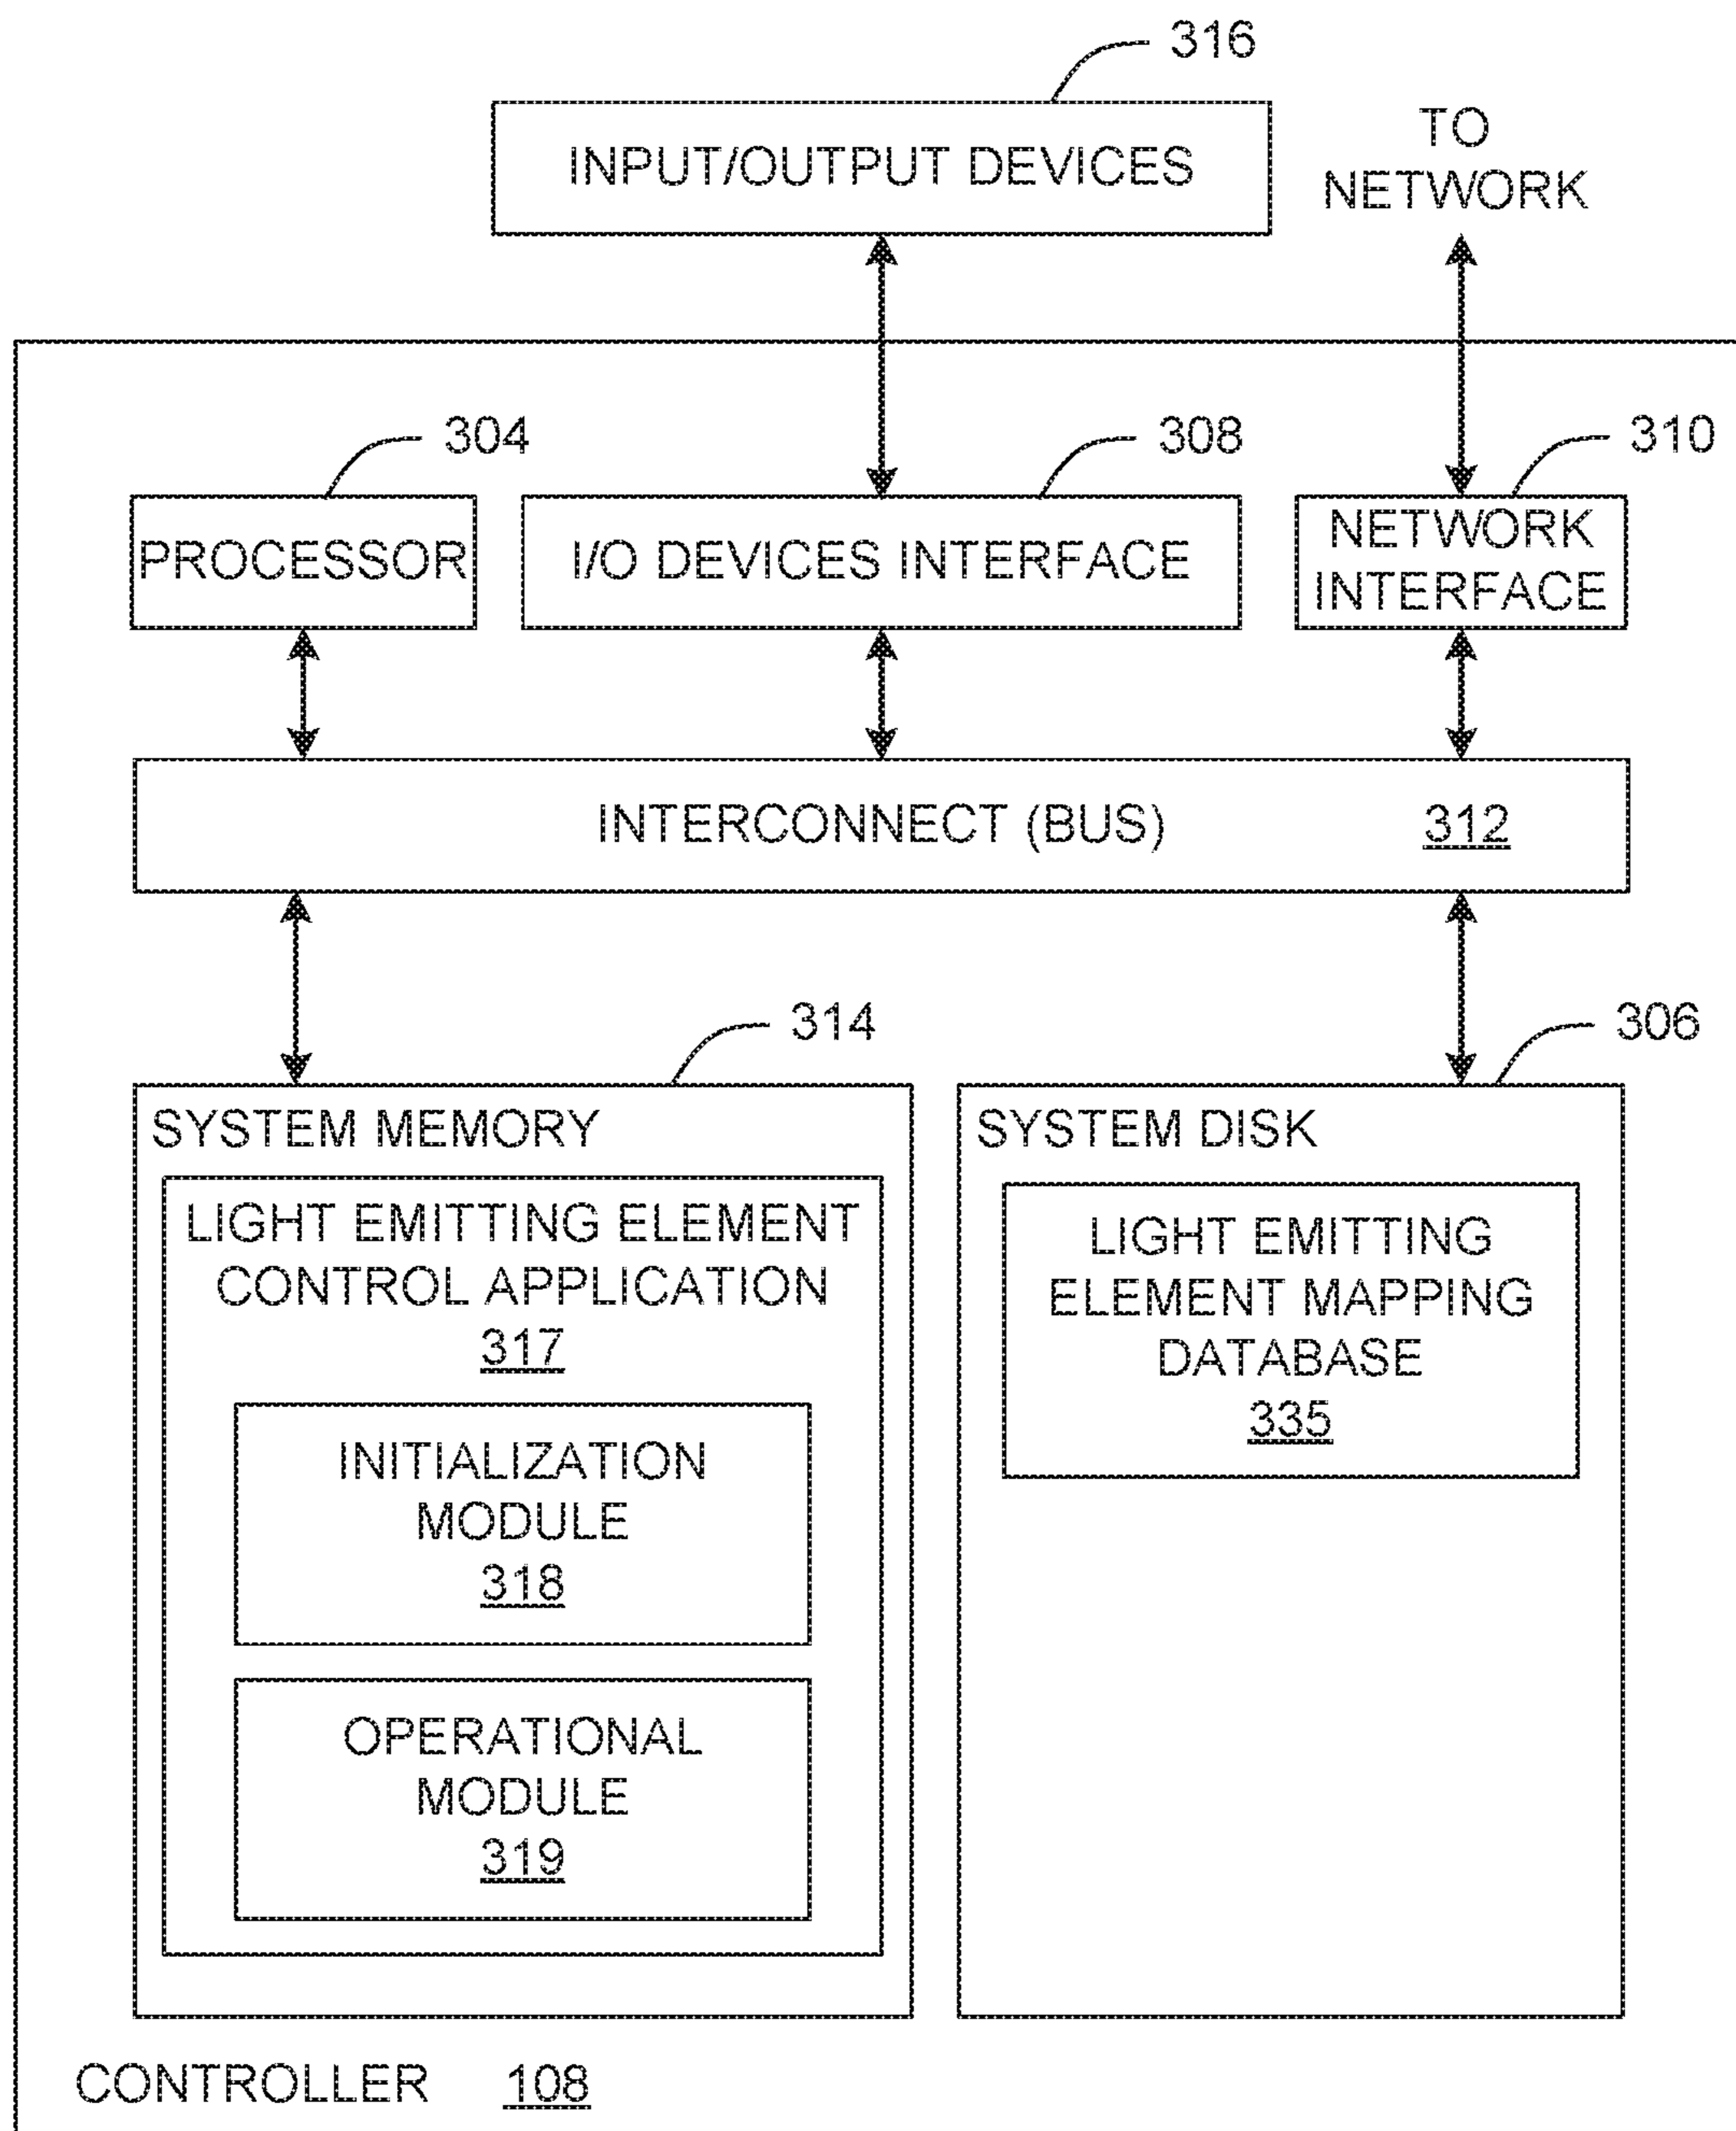 316
INPUT/OUTPUT DEVICES
TO
NETWORK
304
308
310
PROCESSOR
I/O DEVICES INTERFACE
NETWORK
INTERFACE
INTERCONNECT (BUS) 312
314
306
SYSTEM MEMORY
LIGHT EMITTING ELEMENT
CONTROL APPLICATION
317
INITIALIZATION
MODULE
318
OPERATIONAL
MODULE
319
SYSTEM DISK
LIGHT EMITTING
ELEMENT MAPPING
DATABASE
335
CONTROLLER 108